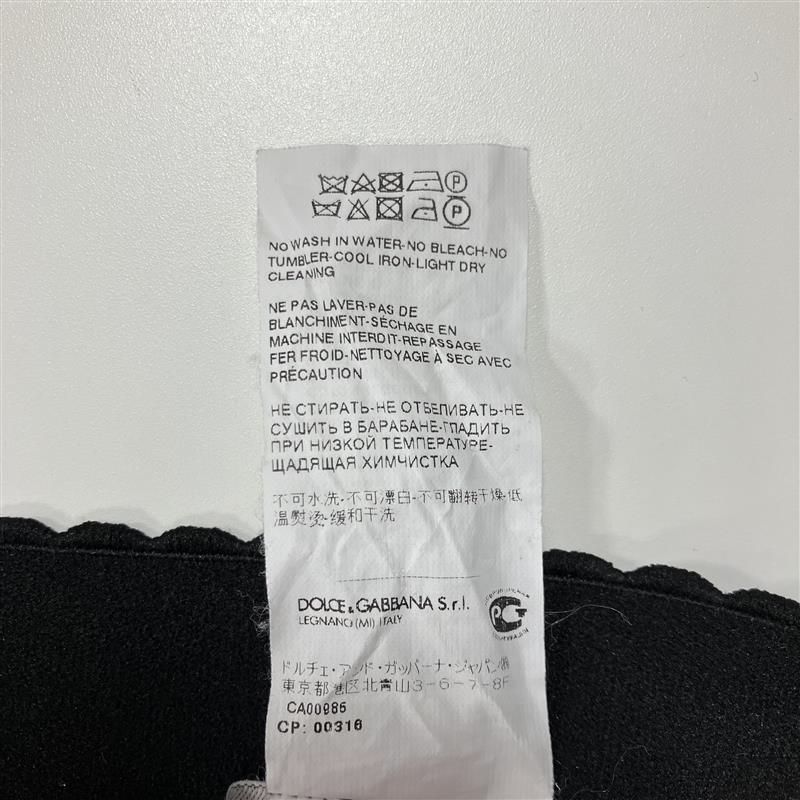 NO WASH IN WATER-NO BLEACH-NO
TUMBLER-COOL IRON-LIGHT DRY
CLEANING
NE PAS LAVER-PAS DE
BLANCHIMENT-SÉCHAGE EN
MACHINE INTERDIT-REPASSAGE
FER FROID-NETTOYAGE À SEC AVEC
PRÉCAUTION
НЕ СТИРАТЬ-НЕ ОТБЕЛИВАТЬ-НЕ
СУШИТЬ В БАРАБАНЕ-ГЛАДИТЬ
ПРИ НИЗКОЙ ТЕМПЕРАТУРЕ-
ЩАДЯЩАЯ ХИМЧИСТКА
不可水洗-不可漂白-不可翻转干燥-低
温熨烫-缓和干洗
DOLCE & GABBANA S.r.l.
LEGNANO (MI) ITALY
ドルチェ・アンド・ガッバーナ・ジャパン㈱
東京都港区北青山3-6-7-8F
CA00986
CP: 00316